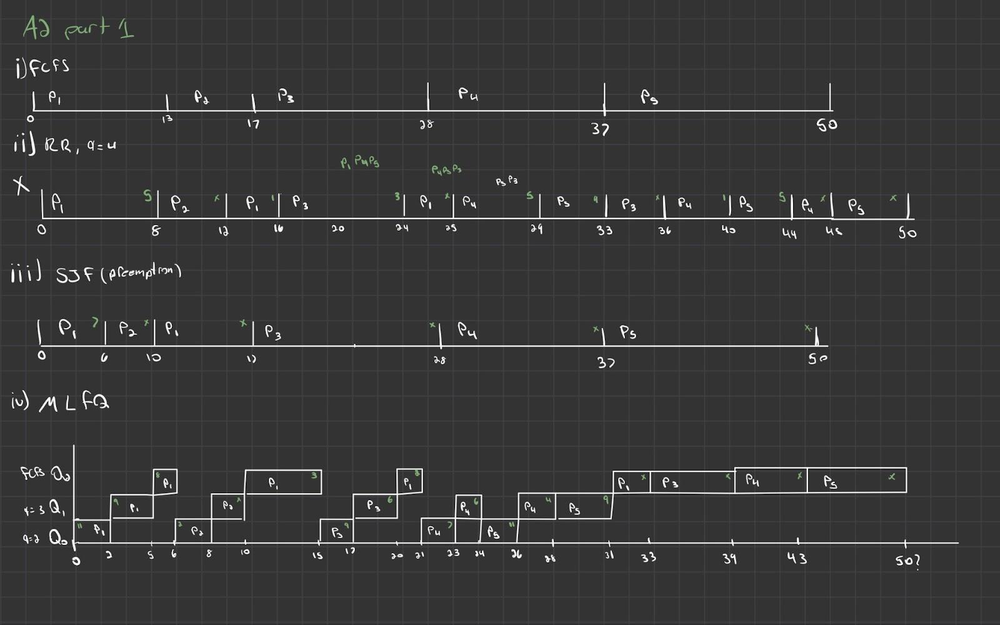 A2 part 1
i) FCFS
P1 P2 P3 P4 P5
0 13 17 28 37 50
ii) RR, q=4
P1 P4 P5
P4 P5 P3
P5 P3
X
P1 5 P2 x P1 1 P3 3 P1 x P4 5 P5 9 P3 x P4 1 P5 5 P4 x P5 x
0 8 12 16 20 24 25 29 33 36 40 44 45 50
iii) SJF (preemption)
P1 7 P2 x P1 x P3 x P4 x P5 x
0 6 10 17 28 37 50
iv) MLFQ
FCFS Q2 8 P1 P1 3 P1 2 P1 x P3 x P4 x P5 x
q=3 Q1 9 P1 P2 x P3 6 P4 6 P4 4 P5 9
q=2 Q0 11 P1 2 P2 P3 9 P4 7 P5 11
0 2 5 6 8 10 15 17 20 21 23 24 26 28 31 33 39 43 50?